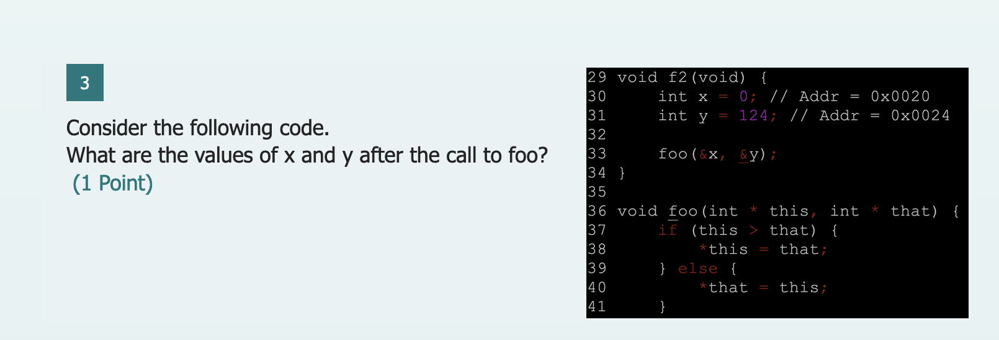 3
Consider the following code.
What are the values of x and y after the call to foo?
(1 Point)
29 void f2(void) {
30     int x = 0; // Addr = 0x0020
31     int y = 124; // Addr = 0x0024
32
33     foo(&x, &y);
34 }
35
36 void foo(int * this, int * that) {
37     if (this > that) {
38         *this = that;
39     } else {
40         *that = this;
41     }